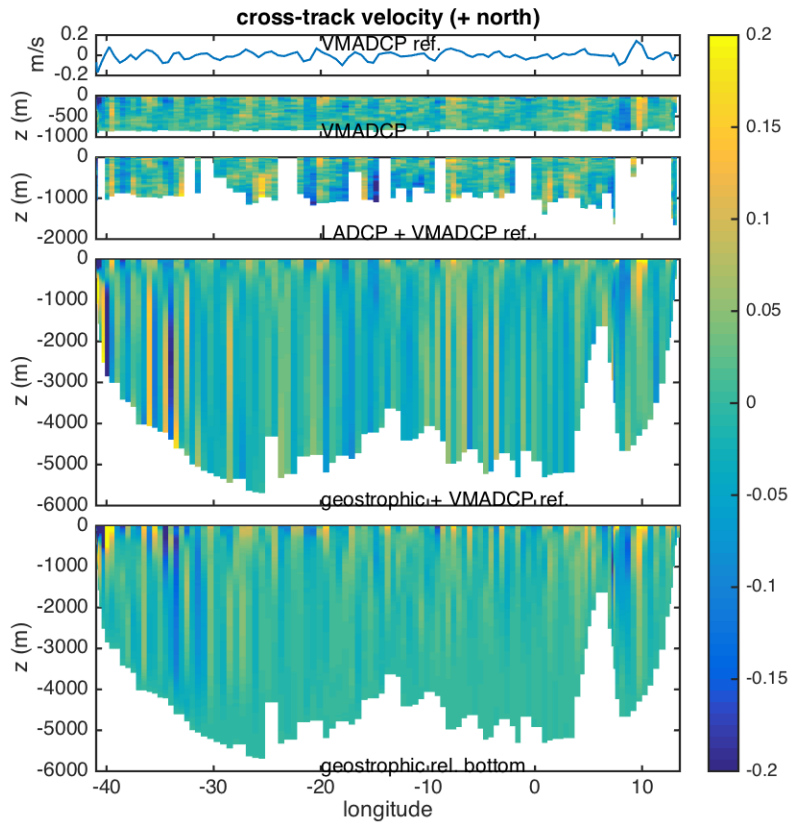 cross-track velocity (+ north)
0.2
0
-0.2
m/s
VMADCP ref.
0
-500
-1000
z (m)
VMADCP
0
-1000
-2000
z (m)
LADCP + VMADCP ref.
0
-1000
-2000
-3000
-4000
-5000
-6000
z (m)
geostrophic + VMADCP ref.
0
-1000
-2000
-3000
-4000
-5000
-6000
z (m)
geostrophic rel. bottom
-40 -30 -20 -10 0 10
longitude
0.2
0.15
0.1
0.05
0
-0.05
-0.1
-0.15
-0.2